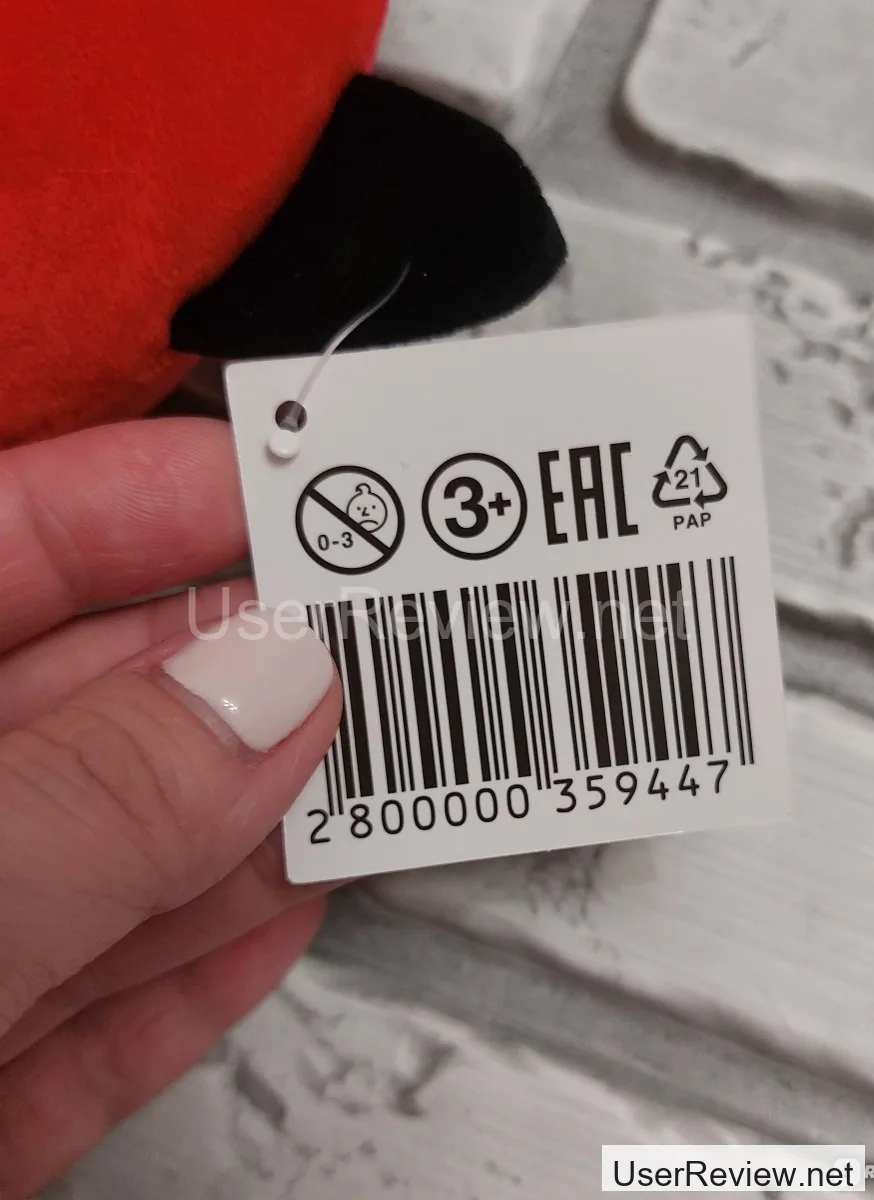 0-3
3+
EAC
21
PAP
UserReview.net
2 800000 359447
UserReview.net